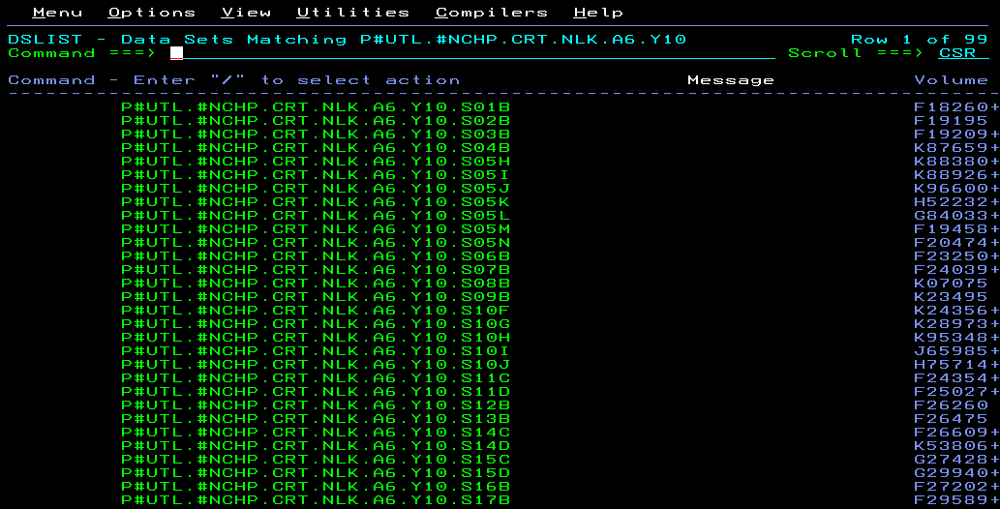 Menu Options View Utilities Compilers Help
DSLIST - Data Sets Matching P#UTL.#NCHP.CRT.NLK.A6.Y10 Row 1 of 99
Command ===> Scroll ===> CSR
Command - Enter "/" to select action Message Volume
P#UTL.#NCHP.CRT.NLK.A6.Y10.S01B F18260+
P#UTL.#NCHP.CRT.NLK.A6.Y10.S02B F19195
P#UTL.#NCHP.CRT.NLK.A6.Y10.S03B F19209+
P#UTL.#NCHP.CRT.NLK.A6.Y10.S04B K87659+
P#UTL.#NCHP.CRT.NLK.A6.Y10.S05H K88380+
P#UTL.#NCHP.CRT.NLK.A6.Y10.S05I K88926+
P#UTL.#NCHP.CRT.NLK.A6.Y10.S05J K96600+
P#UTL.#NCHP.CRT.NLK.A6.Y10.S05K H52232+
P#UTL.#NCHP.CRT.NLK.A6.Y10.S05L G84033+
P#UTL.#NCHP.CRT.NLK.A6.Y10.S05M F19458+
P#UTL.#NCHP.CRT.NLK.A6.Y10.S05N F20474+
P#UTL.#NCHP.CRT.NLK.A6.Y10.S06B F23250+
P#UTL.#NCHP.CRT.NLK.A6.Y10.S07B F24039+
P#UTL.#NCHP.CRT.NLK.A6.Y10.S08B K07075
P#UTL.#NCHP.CRT.NLK.A6.Y10.S09B K23495
P#UTL.#NCHP.CRT.NLK.A6.Y10.S10F K24356+
P#UTL.#NCHP.CRT.NLK.A6.Y10.S10G K28973+
P#UTL.#NCHP.CRT.NLK.A6.Y10.S10H K95348+
P#UTL.#NCHP.CRT.NLK.A6.Y10.S10I J65985+
P#UTL.#NCHP.CRT.NLK.A6.Y10.S10J H75714+
P#UTL.#NCHP.CRT.NLK.A6.Y10.S11C F24354+
P#UTL.#NCHP.CRT.NLK.A6.Y10.S11D F25027+
P#UTL.#NCHP.CRT.NLK.A6.Y10.S12B F26260
P#UTL.#NCHP.CRT.NLK.A6.Y10.S13B F26475
P#UTL.#NCHP.CRT.NLK.A6.Y10.S14C F26609+
P#UTL.#NCHP.CRT.NLK.A6.Y10.S14D K53806+
P#UTL.#NCHP.CRT.NLK.A6.Y10.S15C G27428+
P#UTL.#NCHP.CRT.NLK.A6.Y10.S15D G29940+
P#UTL.#NCHP.CRT.NLK.A6.Y10.S16B F27202+
P#UTL.#NCHP.CRT.NLK.A6.Y10.S17B F29589+